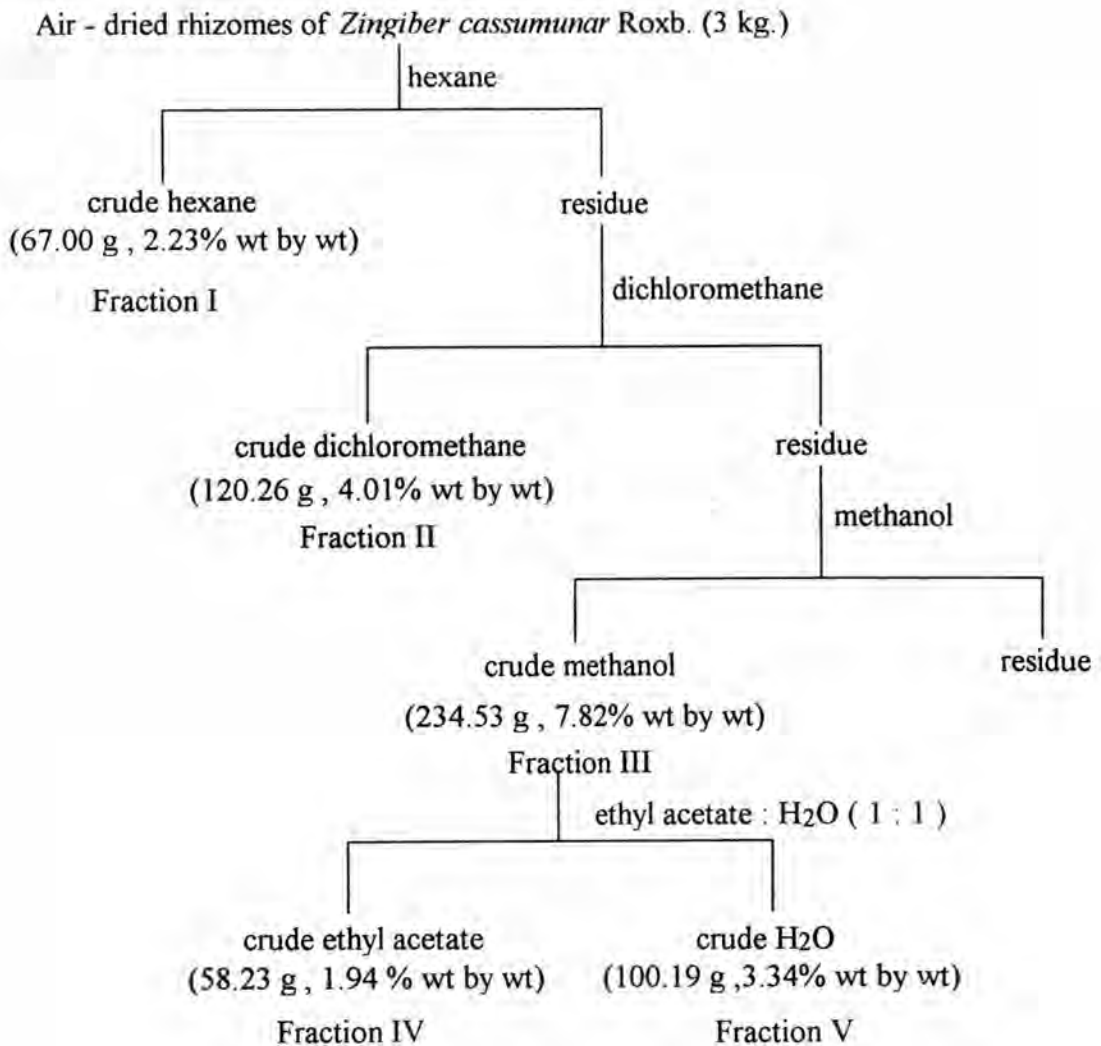 Air - dried rhizomes of Zingiber cassumunar Roxb. (3 kg.)
hexane
crude hexane
(67.00 g , 2.23% wt by wt)
Fraction I
residue
dichloromethane
crude dichloromethane
(120.26 g , 4.01% wt by wt)
Fraction II
residue
methanol
crude methanol
(234.53 g , 7.82% wt by wt)
Fraction III
residue
ethyl acetate : H2O ( 1 : 1 )
crude ethyl acetate
(58.23 g , 1.94 % wt by wt)
Fraction IV
crude H2O
(100.19 g ,3.34% wt by wt)
Fraction V